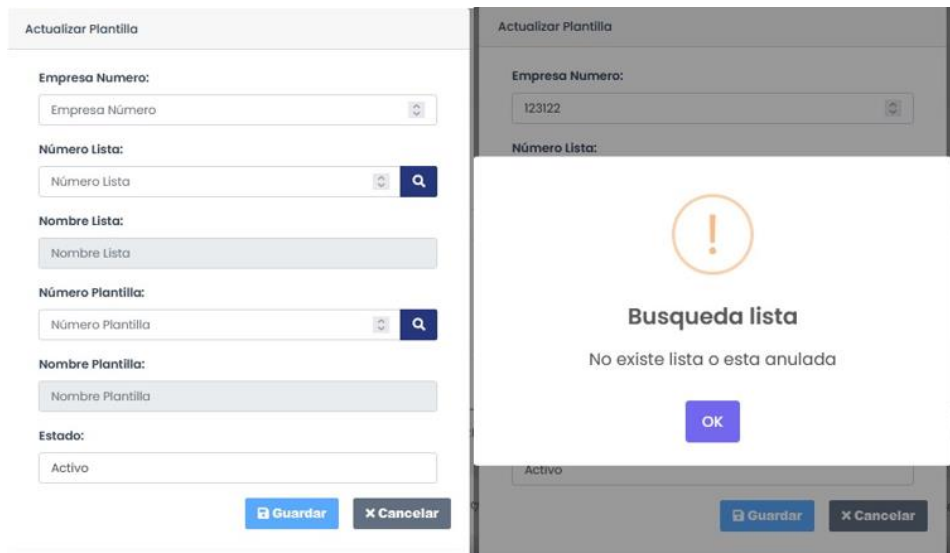 Actualizar Plantilla
Empresa Numero:
Empresa Número
Número Lista:
Número Lista
Nombre Lista:
Nombre Lista
Número Plantilla:
Número Plantilla
Nombre Plantilla:
Nombre Plantilla
Estado:
Activo
Guardar
X Cancelar
Actualizar Plantilla
Empresa Numero:
123122
Número Lista:
!
Busqueda lista
No existe lista o esta anulada
OK
Activo
Guardar
X Cancelar